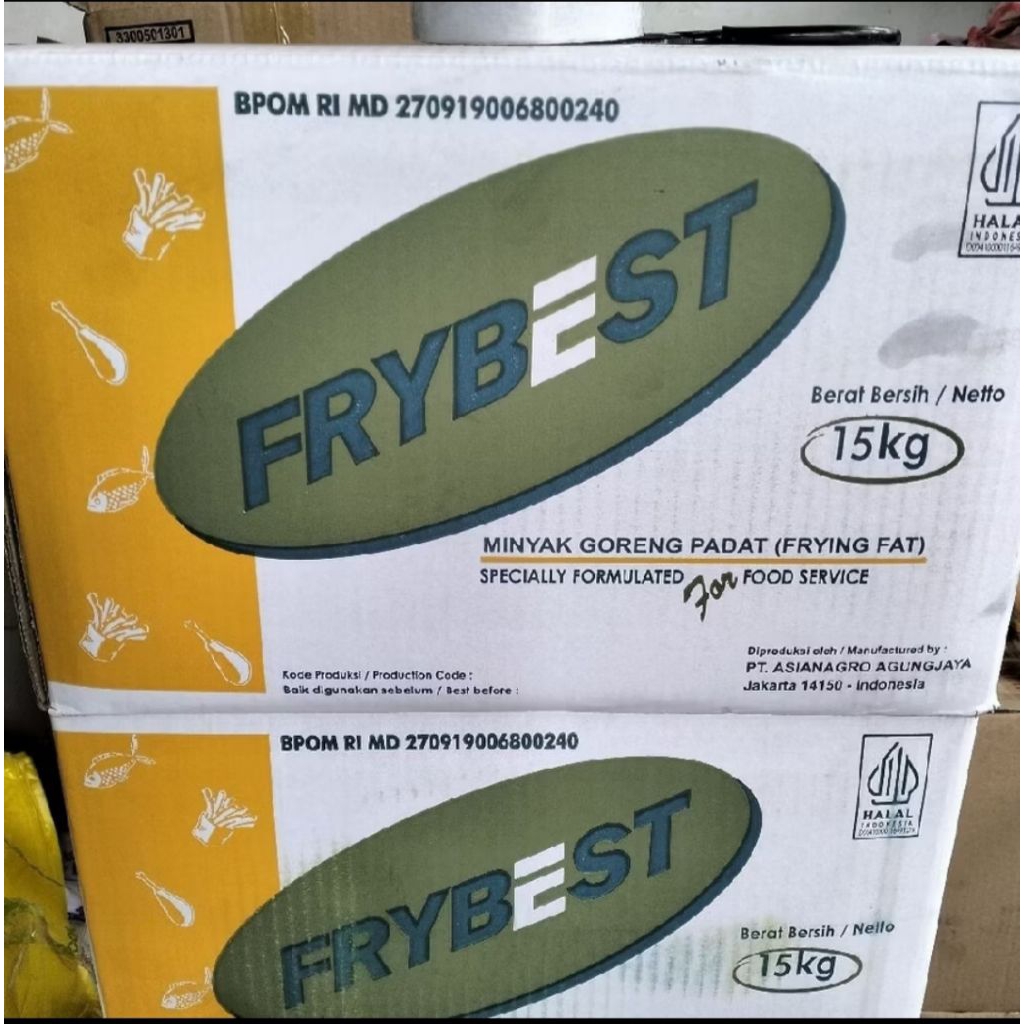 3300501301
BPOM RI MD 270919006800240
HALA
INDONES
FRYBEST
Berat Bersih / Netto
15kg
MINYAK GORENG PADAT (FRYING FAT)
SPECIALLY FORMULATED For FOOD SERVICE
Kode Produksi / Production Code :
Baik digunakan sebelum / Best before :
Diproduksi oleh / Manufactured by :
PT. ASIANAGRO AGUNGJAYA
Jakarta 14150 - Indonesia
BPOM RI MD 270919006800240
HALAL
INDONESIA
FRYBEST
Berat Bersih / Netto
15kg